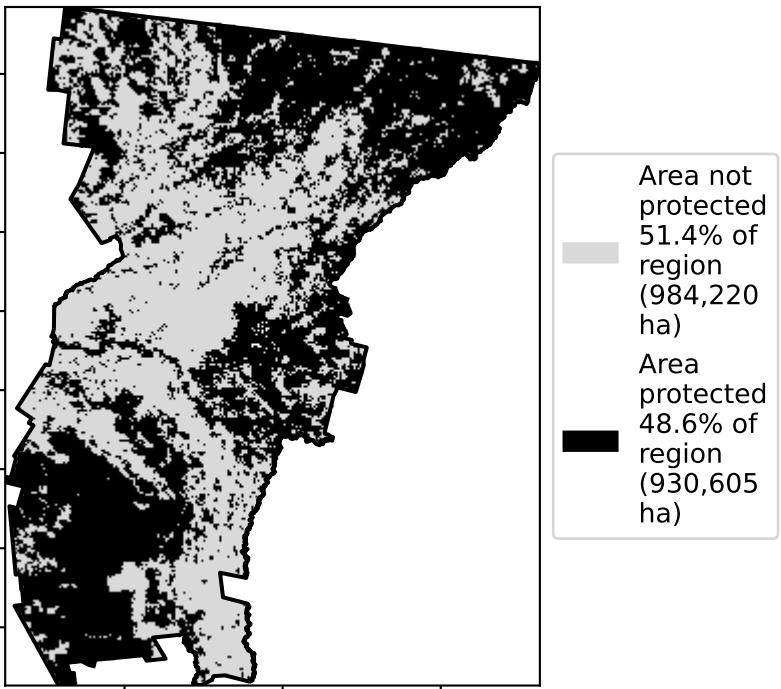 Area not
protected
51.4% of
region
(984,220
ha)
Area
protected
48.6% of
region
(930,605
ha)